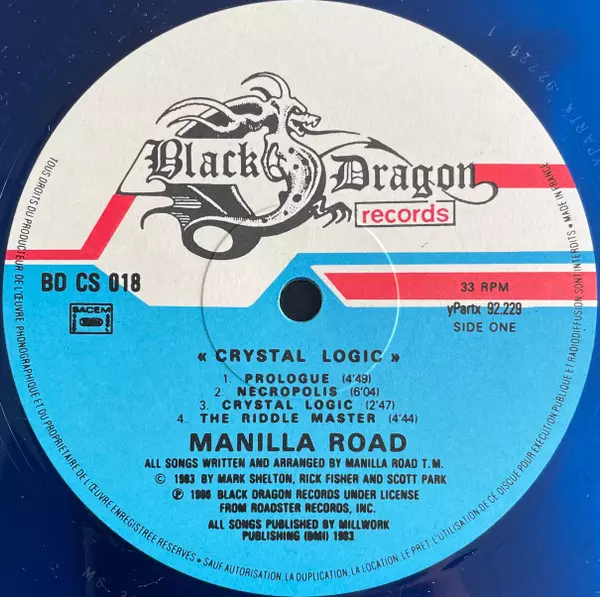 Black Dragon
records
BD CS 018
SACEM
33 RPM
yPartx 92.229
SIDE ONE
« CRYSTAL LOGIC »
1. PROLOGUE (4'49)
2. NECROPOLIS (6'04)
3. CRYSTAL LOGIC (2'47)
4. THE RIDDLE MASTER (4'44)
MANILLA ROAD
ALL SONGS WRITTEN AND ARRANGED BY MANILLA ROAD T.M.
© 1983 BY MARK SHELTON, RICK FISHER AND SCOTT PARK
℗ 1986 BLACK DRAGON RECORDS UNDER LICENSE
FROM ROADSTER RECORDS, INC.
ALL SONGS PUBLISHED BY MILLWORK
PUBLISHING (BMI) 1983
TOUS DROITS DU PRODUCTEUR DE L'ŒUVRE PHONOGRAPHIQUE ET DU PROPRIETAIRE DE L'ŒUVRE ENREGISTREE RESERVES • SAUF AUTORISATION, LA DUPLICATION, LA LOCATION, LE PRET, L'UTILISATION DE CE DISQUE POUR EXECUTION PUBLIQUE ET RADIODIFFUSION SONT INTERDITS • MADE IN FRANCE